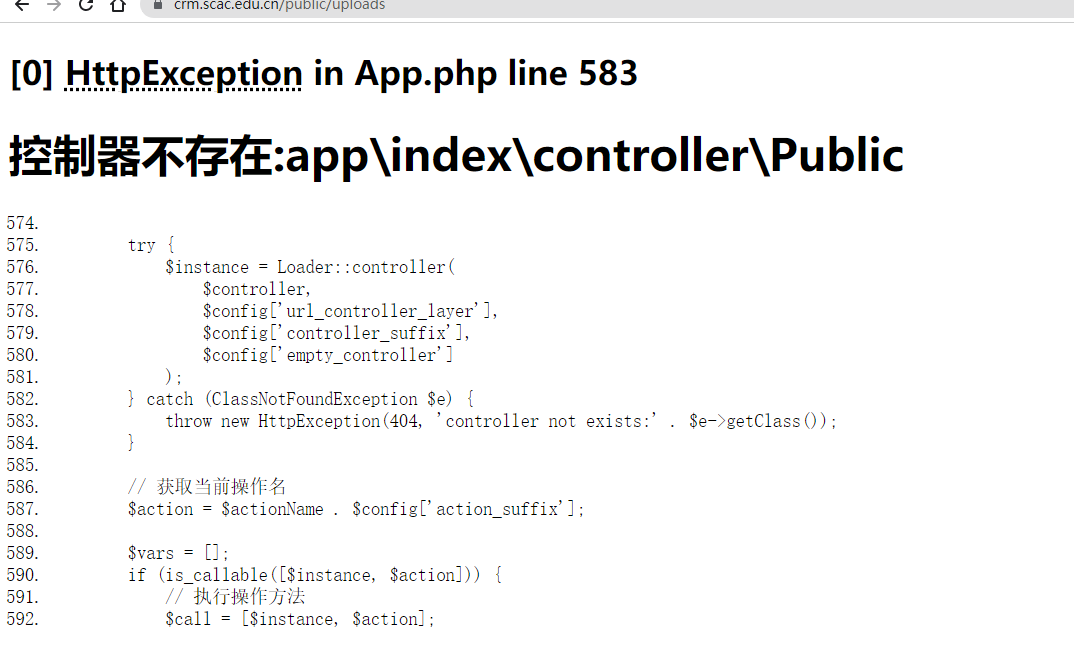 crm.scac.edu.cn/public/uploads
[0] HttpException in App.php line 583
控制器不存在:app\index\controller\Public
574.
575. try {
576. $instance = Loader::controller(
577. $controller,
578. $config['url_controller_layer'],
579. $config['controller_suffix'],
580. $config['empty_controller']
581. );
582. } catch (ClassNotFoundException $e) {
583. throw new HttpException(404, 'controller not exists:' . $e->getClass());
584. }
585.
586. // 获取当前操作名
587. $action = $actionName . $config['action_suffix'];
588.
589. $vars = [];
590. if (is_callable([$instance, $action])) {
591. // 执行操作方法
592. $call = [$instance, $action];